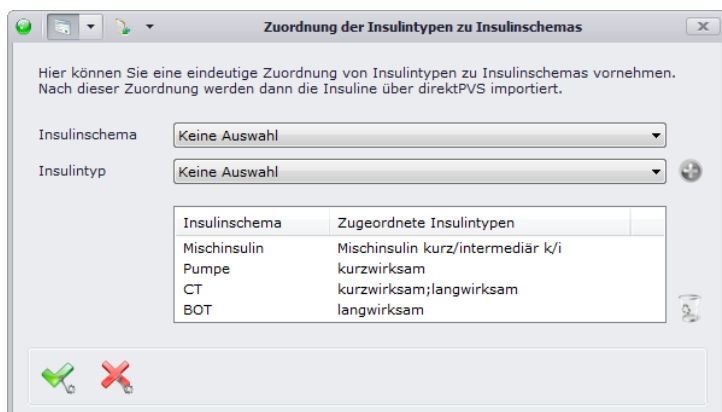 Zuordnung der Insulintypen zu Insulinschemas
Hier können Sie eine eindeutige Zuordnung von Insulintypen zu Insulinschemas vornehmen.
Nach dieser Zuordnung werden dann die Insuline über direktPVS importiert.
Insulinschema Keine Auswahl
Insulintyp Keine Auswahl
Insulinschema Zugeordnete Insulintypen
Mischinsulin Mischinsulin kurz/intermediär k/i
Pumpe kurzwirksam
CT kurzwirksam;langwirksam
BOT langwirksam